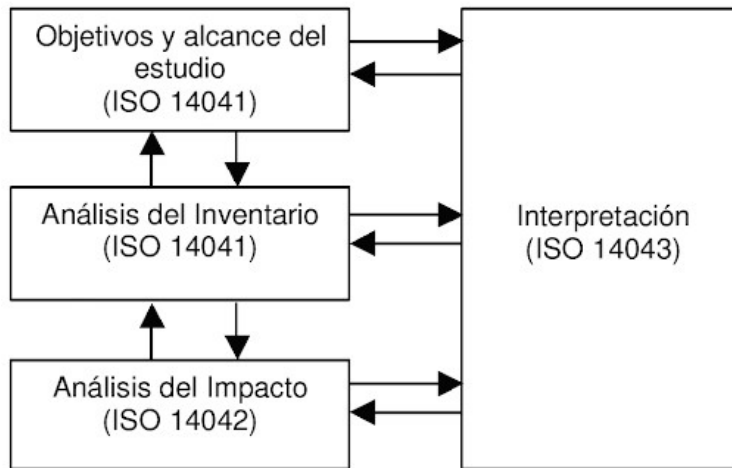 Objetivos y alcance del
estudio
(ISO 14041)
Análisis del Inventario
(ISO 14041)
Interpretación
(ISO 14043)
Análisis del Impacto
(ISO 14042)